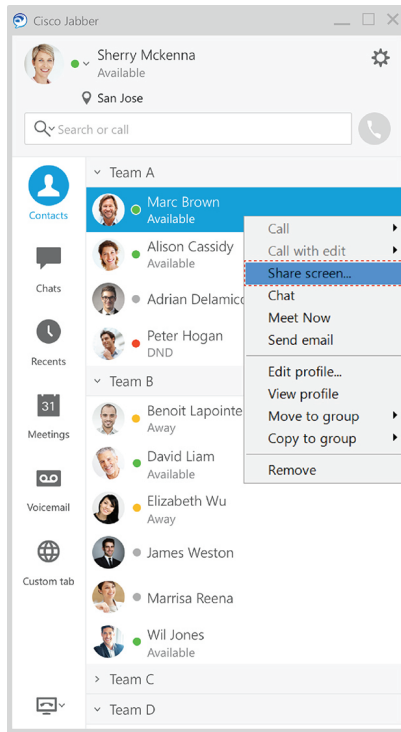 Cisco Jabber
Sherry Mckenna
Available
San Jose
Search or call
Contacts
Chats
Recents
31
Meetings
Voicemail
Custom tab
Team A
Marc Brown
Available
Alison Cassidy
Available
Adrian Delamico
Peter Hogan
DND
Team B
Benoit Lapointe
Away
David Liam
Available
Elizabeth Wu
Away
James Weston
Marrisa Reena
Wil Jones
Available
Team C
Team D
Call
Call with edit
Share screen...
Chat
Meet Now
Send email
Edit profile...
View profile
Move to group
Copy to group
Remove